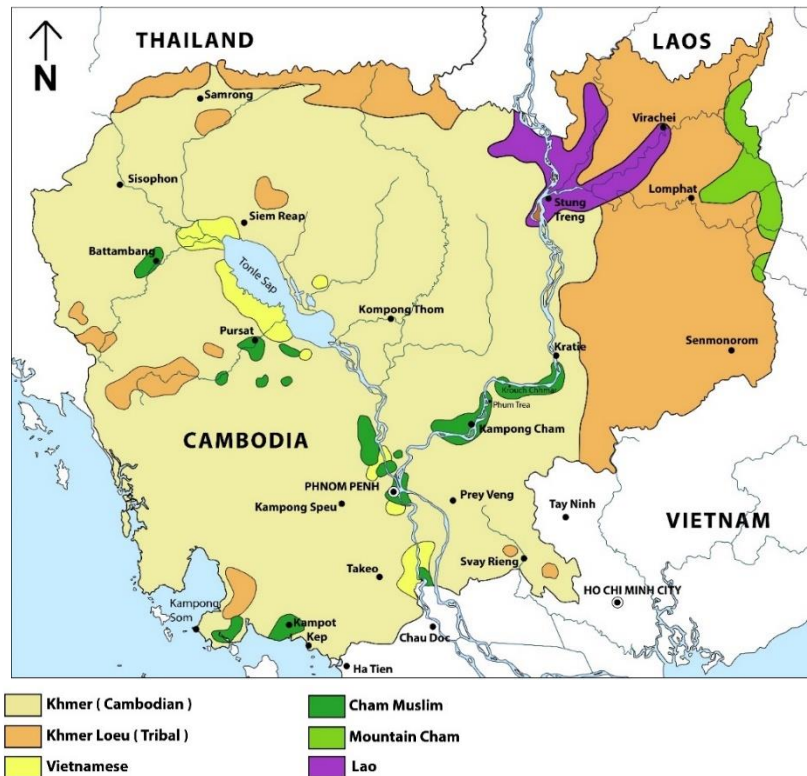 THAILAND
LAOS
N
Samrong
Virachei
Sisophon
Lomphat
Stung
Treng
Siem Reap
Battambang
Tonle Sap
Kompong Thom
Pursat
Kratie
Senmonorom
Krouch Chhmar
Phum Trea
Kampong Cham
CAMBODIA
PHNOM PENH
Prey Veng
Kampong Speu
Tay Ninh
VIETNAM
Svay Rieng
Takeo
HO CHI MINH CITY
Kampong
Som
Kampot
Kep
Chau Doc
Ha Tien
Khmer ( Cambodian )
Cham Muslim
Khmer Loeu ( Tribal )
Mountain Cham
Vietnamese
Lao